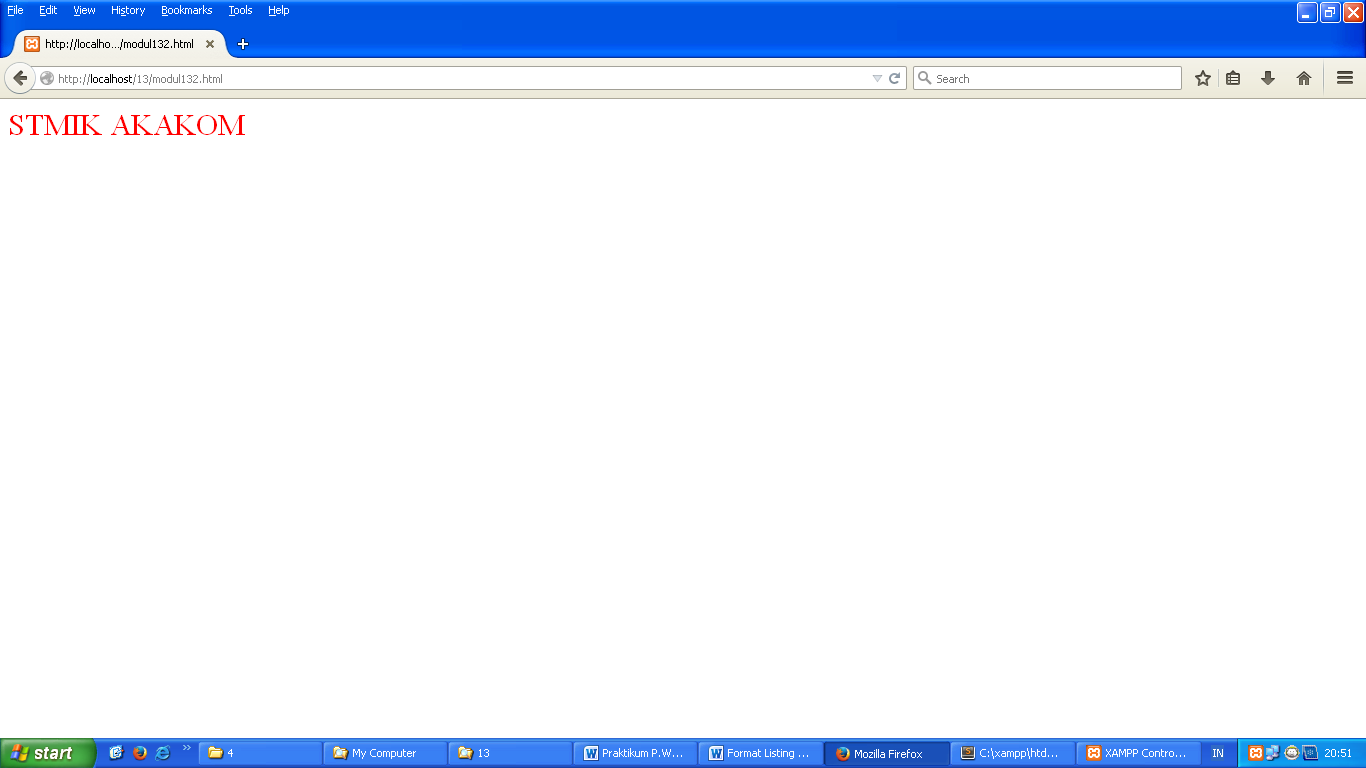 File Edit View History Bookmarks Tools Help
http://localho.../modul132.html
http://localhost/13/modul132.html
Search
STMIK AKAKOM
start
4
My Computer
13
Praktikum P.W...
Format Listing ...
Mozilla Firefox
C:\xampp\htd...
XAMPP Contro...
IN
20:51